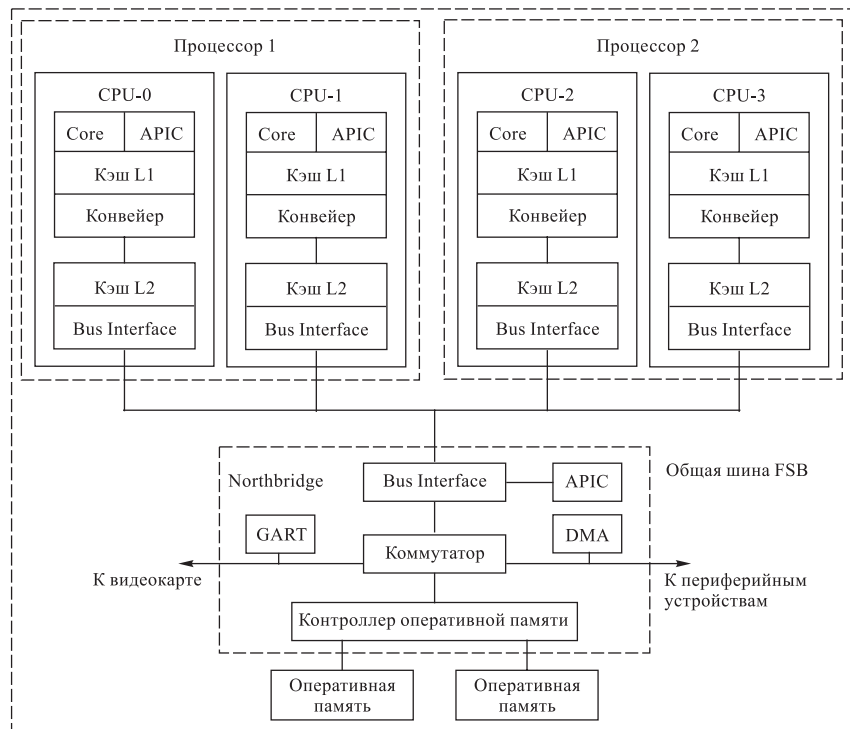 Процессор 1
Процессор 2
CPU-0
CPU-1
CPU-2
CPU-3
Core
APIC
Core
APIC
Core
APIC
Core
APIC
Кэш L1
Кэш L1
Кэш L1
Кэш L1
Конвейер
Конвейер
Конвейер
Конвейер
Кэш L2
Кэш L2
Кэш L2
Кэш L2
Bus Interface
Bus Interface
Bus Interface
Bus Interface
Northbridge
Bus Interface
APIC
Общая шина FSB
GART
Коммутатор
DMA
К видеокарте
К периферийным
устройствам
Контроллер оперативной памяти
Оперативная
память
Оперативная
память